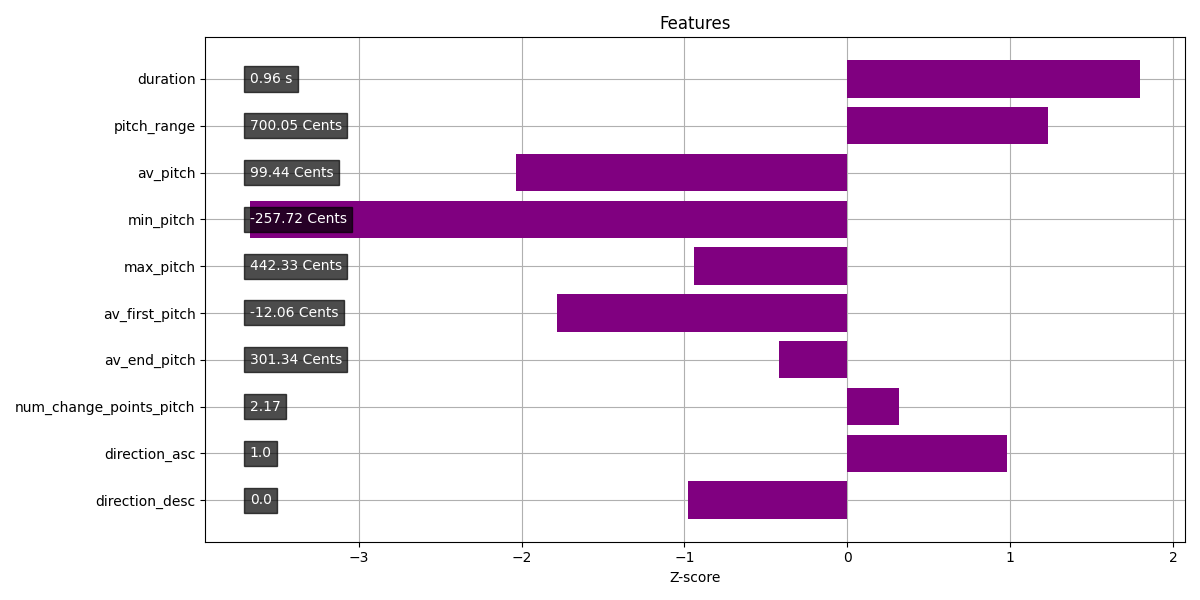 Features
duration 0.96 s
pitch_range 700.05 Cents
av_pitch 99.44 Cents
min_pitch -257.72 Cents
max_pitch 442.33 Cents
av_first_pitch -12.06 Cents
av_end_pitch 301.34 Cents
num_change_points_pitch 2.17
direction_asc 1.0
direction_desc 0.0
−3 −2 −1 0 1 2
Z-score